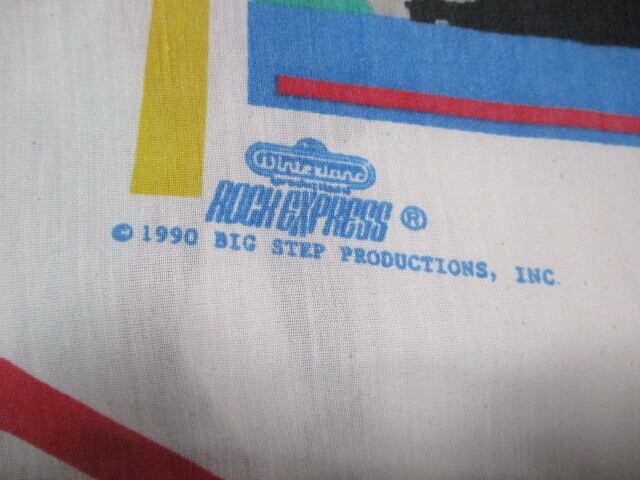 Winterland
ROCK EXPRESS ®
© 1990 BIG STEP PRODUCTIONS, INC.